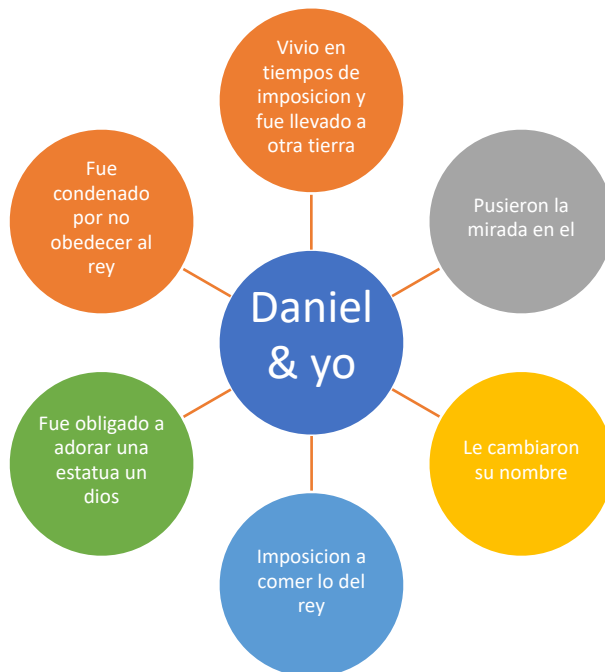 Vivio en
tiempos de
imposicion y
fue llevado a
otra tierra
Pusieron la
mirada en el
Le cambiaron
su nombre
Imposicion a
comer lo del
rey
Fue obligado a
adorar una
estatua un
dios
Fue
condenado
por no
obedecer al
rey
Daniel
& yo